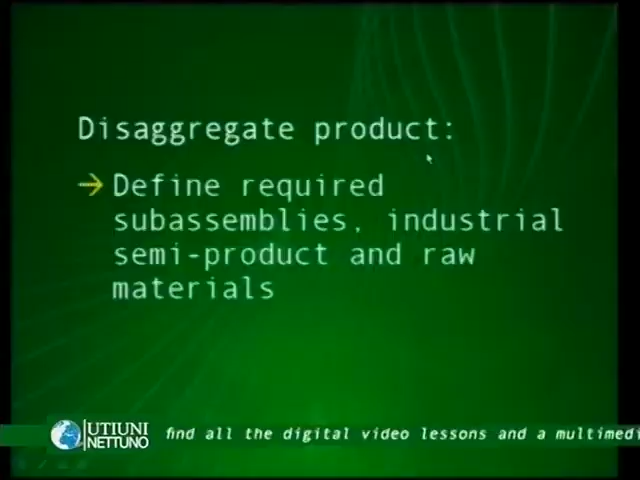 Disaggregate product:
Define required
subassemblies, industrial
semi-product and raw
materials
UTIUNI
NETTUNO
find all the digital video lessons and a multimedi